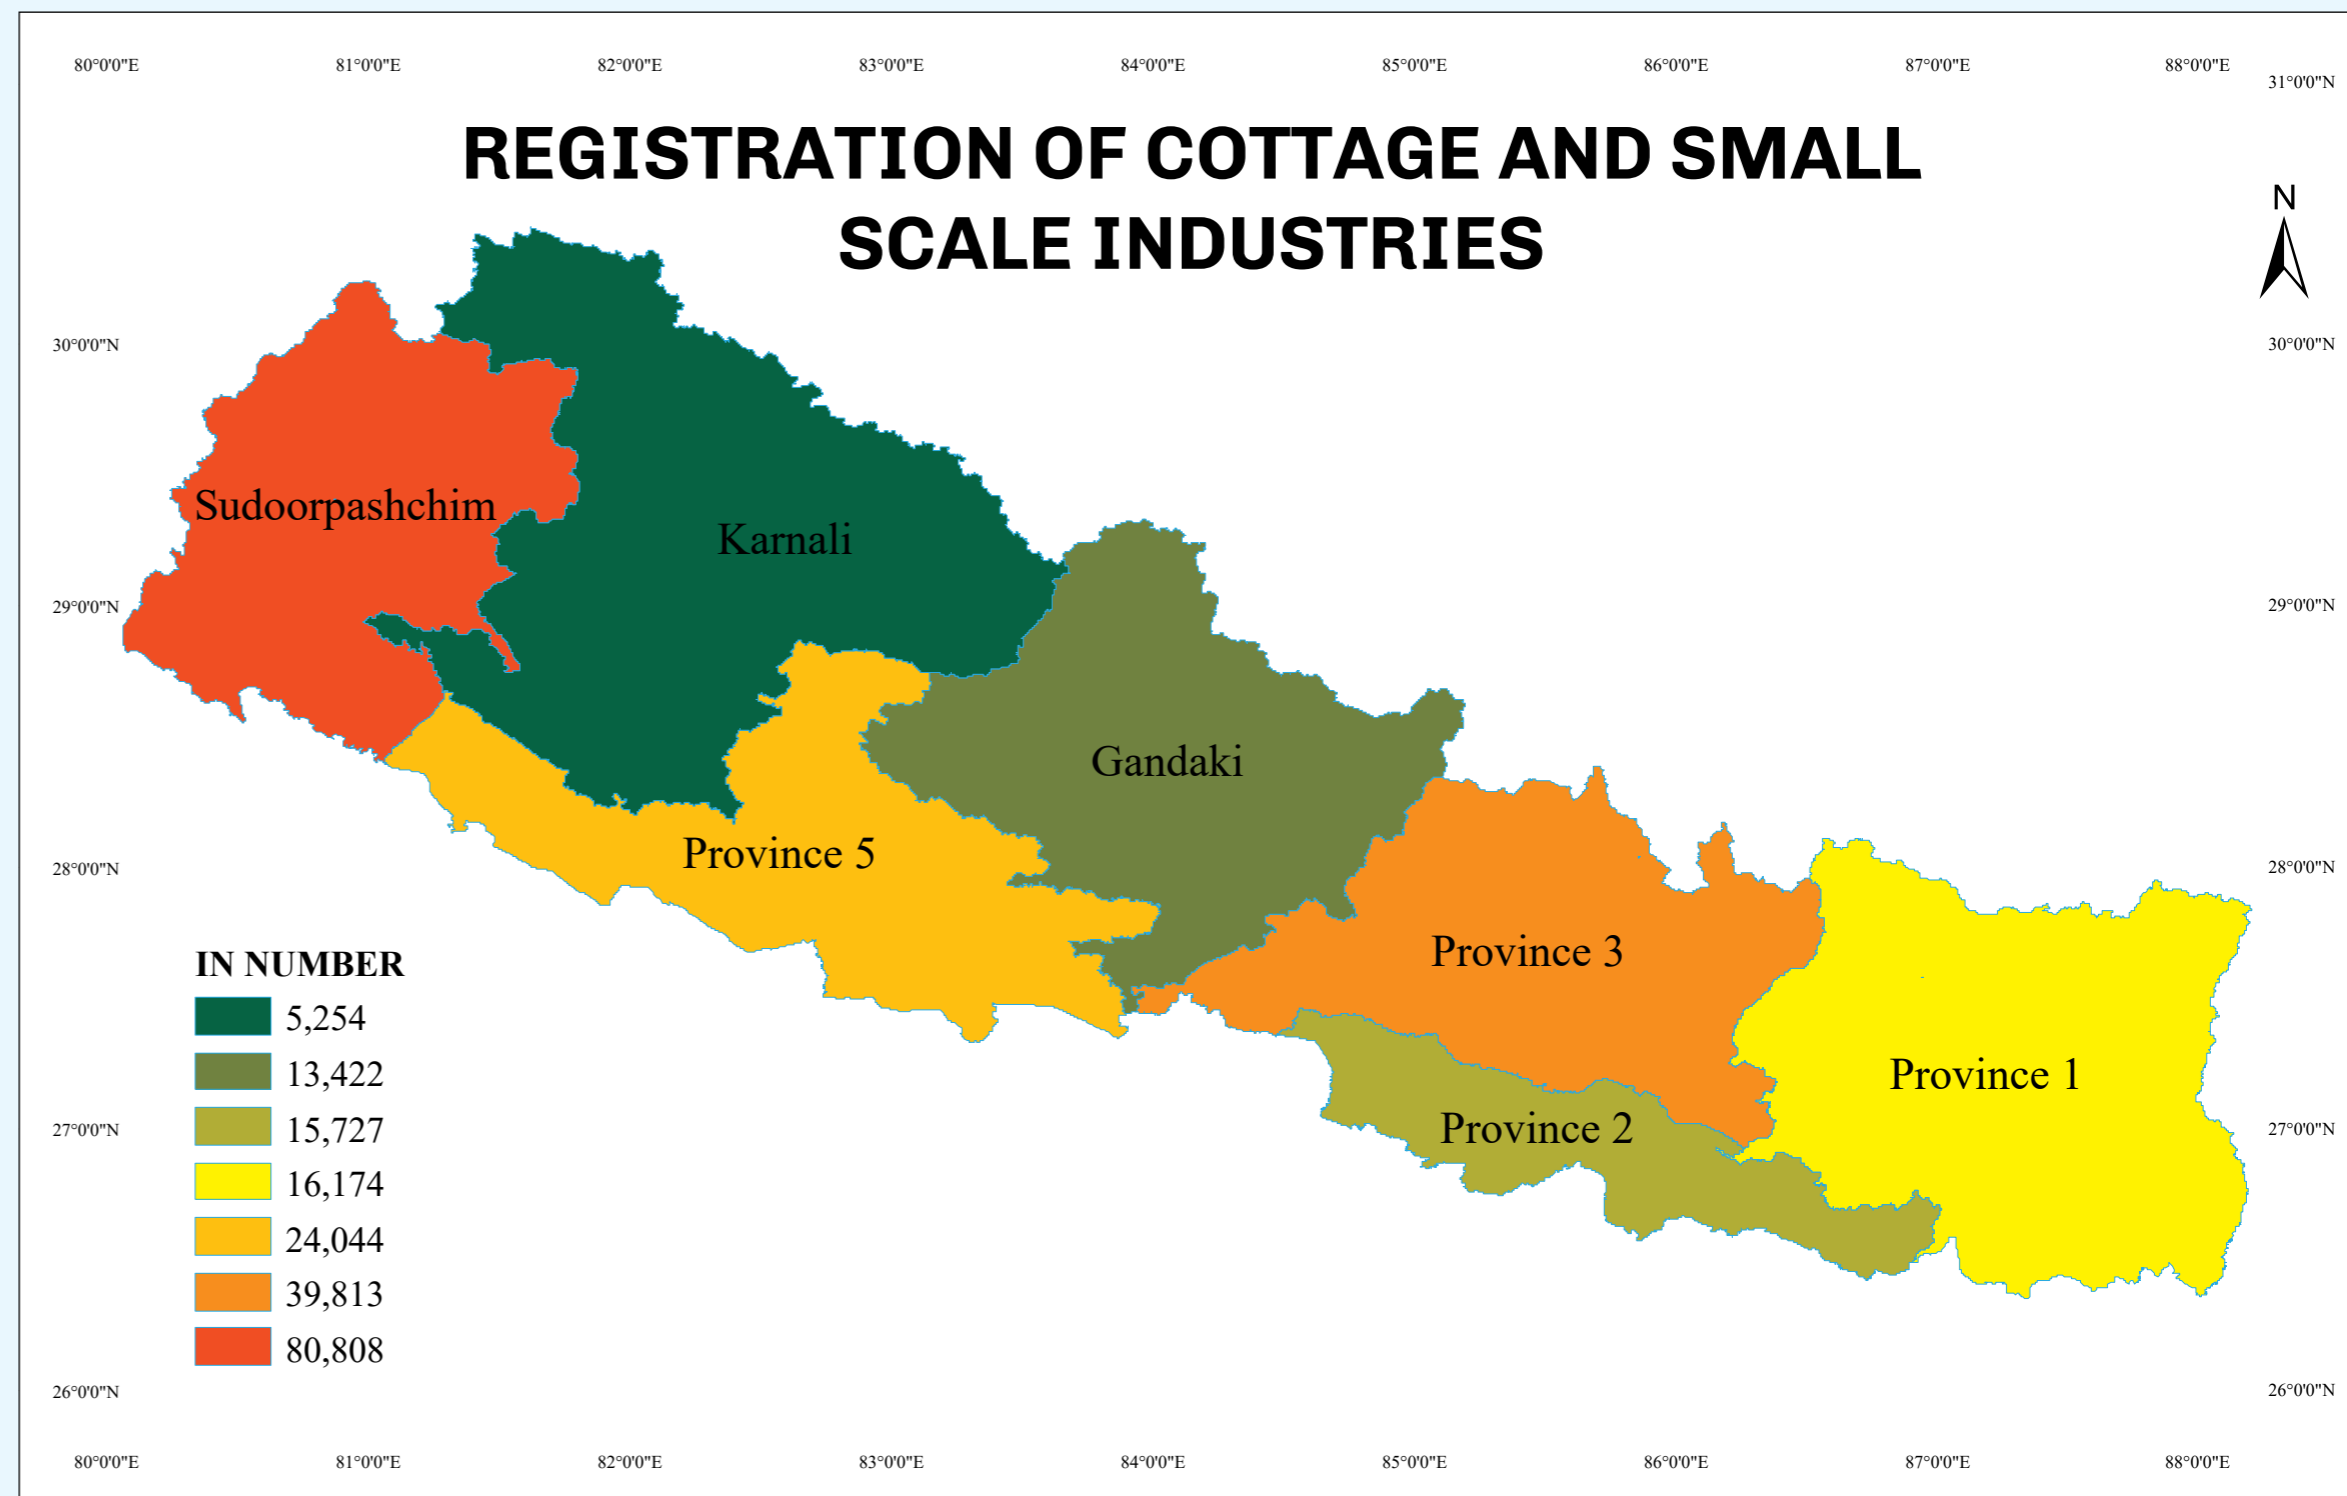 80°0'0"E 81°0'0"E 82°0'0"E 83°0'0"E 84°0'0"E 85°0'0"E 86°0'0"E 87°0'0"E 88°0'0"E
31°0'0"N
REGISTRATION OF COTTAGE AND SMALL
SCALE INDUSTRIES
N
30°0'0"N 30°0'0"N
Sudoorpashchim
Karnali
29°0'0"N 29°0'0"N
Gandaki
Province 5
28°0'0"N 28°0'0"N
Province 3
Province 1
Province 2
27°0'0"N 27°0'0"N
IN NUMBER
5,254
13,422
15,727
16,174
24,044
39,813
80,808
26°0'0"N 26°0'0"N
80°0'0"E 81°0'0"E 82°0'0"E 83°0'0"E 84°0'0"E 85°0'0"E 86°0'0"E 87°0'0"E 88°0'0"E